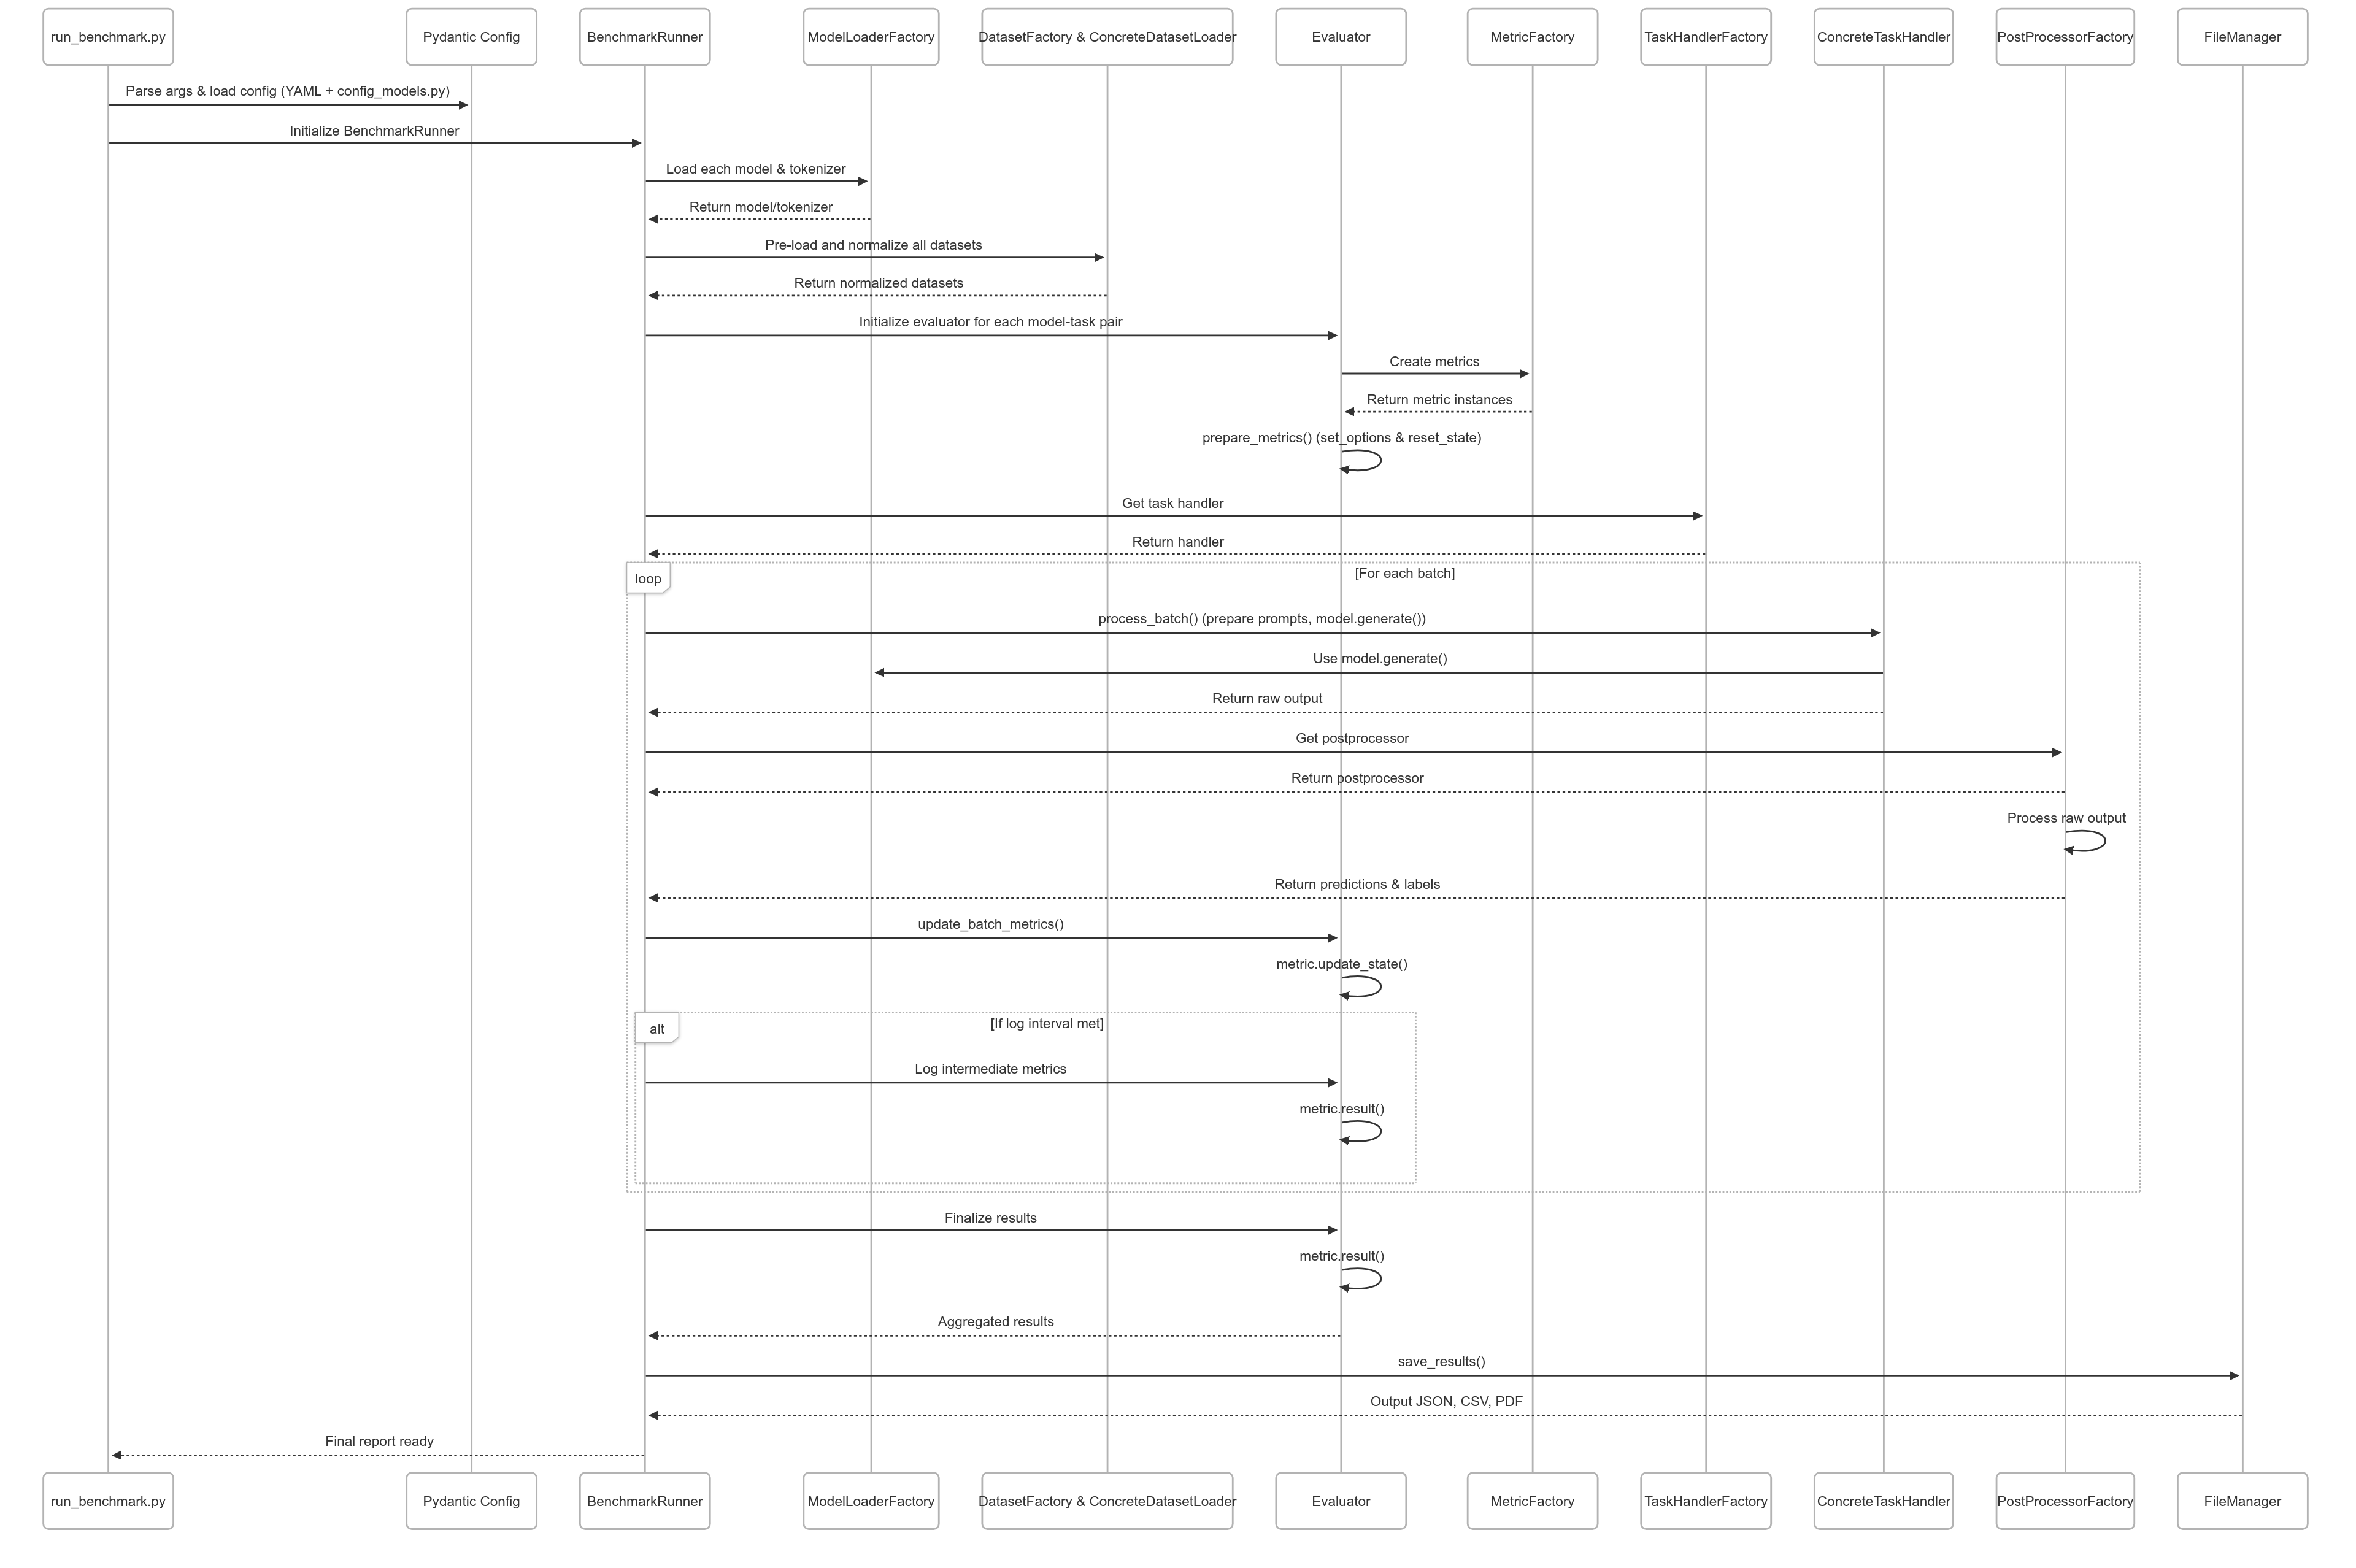 run_benchmark.py
Pydantic Config
BenchmarkRunner
ModelLoaderFactory
DatasetFactory & ConcreteDatasetLoader
Evaluator
MetricFactory
TaskHandlerFactory
ConcreteTaskHandler
PostProcessorFactory
FileManager
Parse args & load config (YAML + config_models.py)
Initialize BenchmarkRunner
Load each model & tokenizer
Return model/tokenizer
Pre-load and normalize all datasets
Return normalized datasets
Initialize evaluator for each model-task pair
Create metrics
Return metric instances
prepare_metrics() (set_options & reset_state)
Get task handler
Return handler
loop
[For each batch]
process_batch() (prepare prompts, model.generate())
Use model.generate()
Return raw output
Get postprocessor
Return postprocessor
Process raw output
Return predictions & labels
update_batch_metrics()
metric.update_state()
alt
[If log interval met]
Log intermediate metrics
metric.result()
Finalize results
metric.result()
Aggregated results
save_results()
Output JSON, CSV, PDF
Final report ready
run_benchmark.py
Pydantic Config
BenchmarkRunner
ModelLoaderFactory
DatasetFactory & ConcreteDatasetLoader
Evaluator
MetricFactory
TaskHandlerFactory
ConcreteTaskHandler
PostProcessorFactory
FileManager